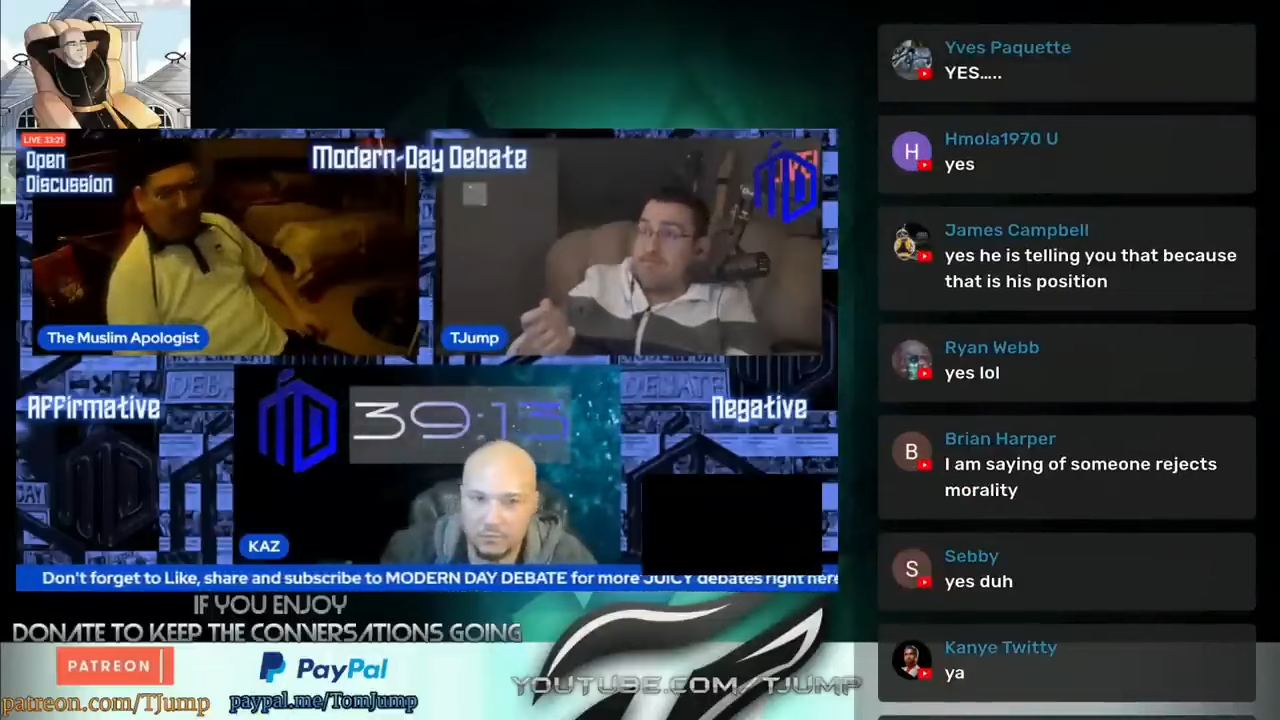 LIVE 33:21
Open
Discussion
Modern-Day Debate
The Muslim Apologist
TJump
Affirmative
Negative
39:13
KAZ
Don't forget to Like, share and subscribe to MODERN DAY DEBATE for more JUICY debates right here
IF YOU ENJOY
DONATE TO KEEP THE CONVERSATIONS GOING
PATREON
PayPal
patreon.com/TJump
paypal.me/TomJump
YOUTUBE.COM/TJUMP
Yves Paquette
YES.....
H
Hmola1970 U
yes
James Campbell
yes he is telling you that because
that is his position
Ryan Webb
yes lol
B
Brian Harper
I am saying of someone rejects
morality
S
Sebby
yes duh
Kanye Twitty
ya